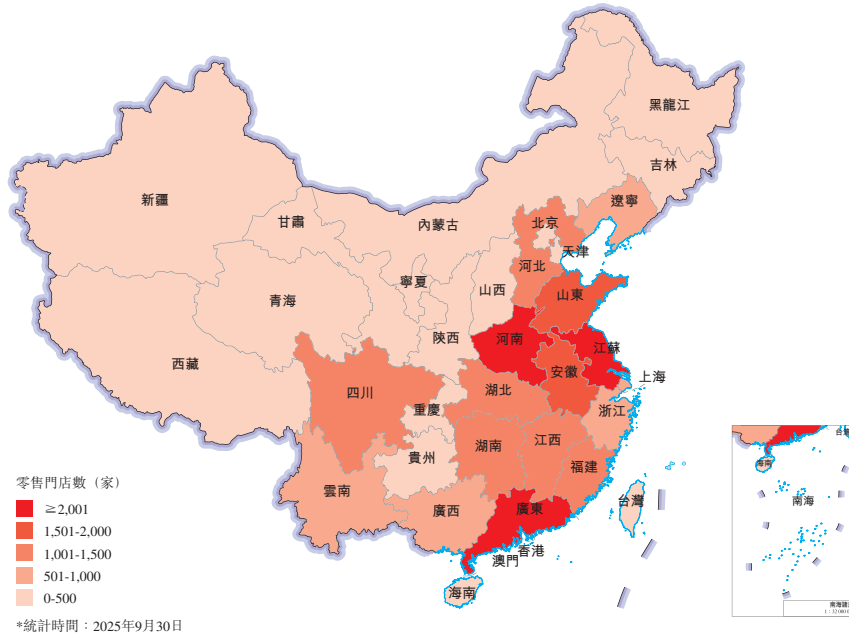 黑龍江
吉林
遼寧
新疆
甘肅
內蒙古
北京
天津
河北
寧夏
山西
山東
青海
陝西
河南
江蘇
西藏
安徽
上海
四川
重慶
湖北
浙江
湖南
江西
貴州
福建
雲南
廣西
廣東
台灣
香港
澳門
海南
零售門店數（家）
≧2,001
1,501-2,000
1,001-1,500
501-1,000
0-500
*統計時間：2025年9月30日
海南
南海